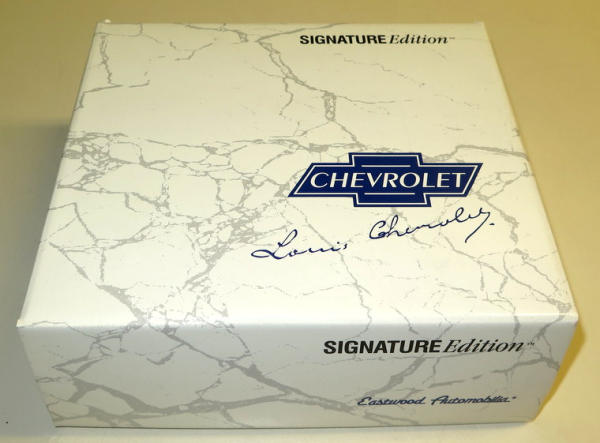 SIGNATURE Edition™
CHEVROLET
Louis Chevrolet
SIGNATURE Edition™
Eastwood Automobilia